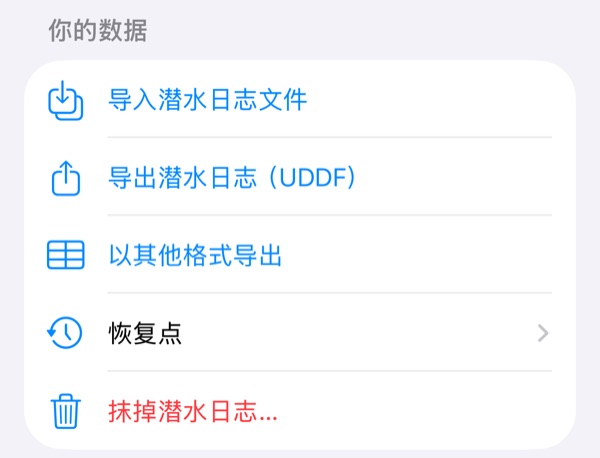 你的数据
导入潜水日志文件
导出潜水日志（UDDF）
以其他格式导出
恢复点
抹掉潜水日志...